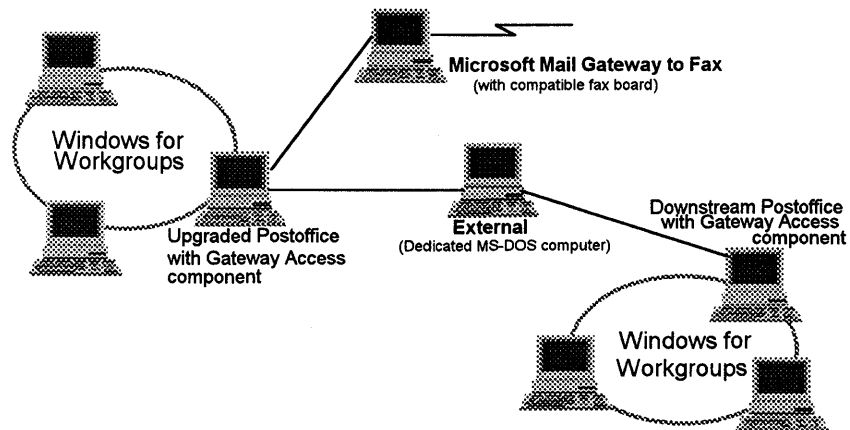 Microsoft Mail Gateway to Fax
(with compatible fax board)
Windows for
Workgroups
Upgraded Postoffice
with Gateway Access
component
External
(Dedicated MS-DOS computer)
Downstream Postoffice
with Gateway Access
component
Windows for
Workgroups